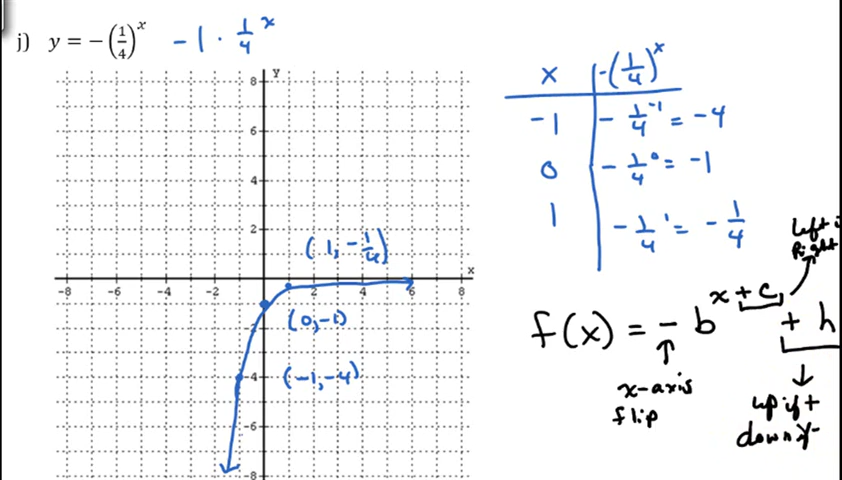 j) y = −(1/4)^x   −1 · 1/4^x
Y
8
6
4
2
x
-8 -6 -4 -2 2 4 6 8
-2
-4
-6
-8
(1, −1/4)
(0, −1)
(−1, −4)
x | −(1/4)^x
−1 | − 1/4^−1 = −4
0 | − 1/4^0 = −1
1 | − 1/4^1 = − 1/4
Left
Right
f(x) = − b^x+c + h
x-axis
flip
up if +
down if −